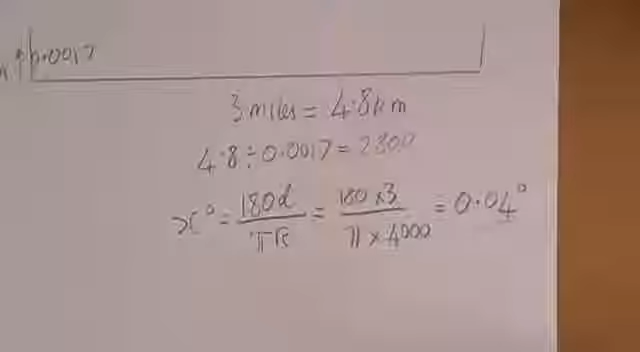 0.0017
3 miles = 4.8km
4.8 ÷ 0.0017 = 2800
x° = 180d / πR = 180 x 3 / π x 4000 = 0.04°